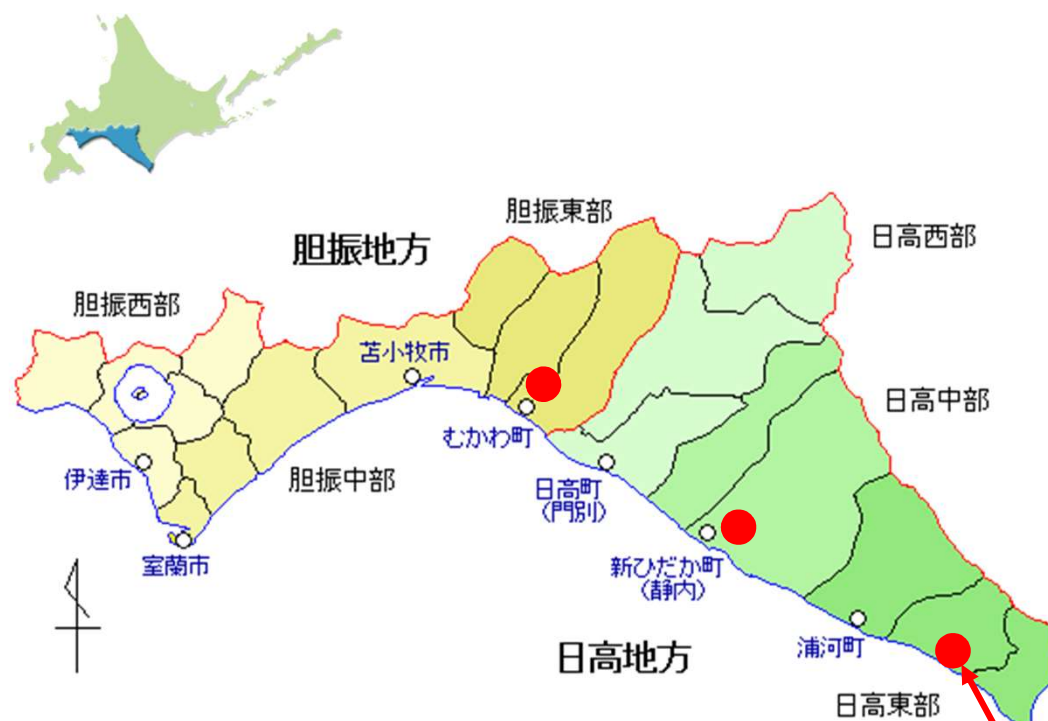 胆振東部
日高西部
胆振地方
胆振西部
苫小牧市
日高中部
むかわ町
伊達市
胆振中部
日高町
(門別)
室蘭市
新ひだか町
(静内)
浦河町
日高地方
日高東部